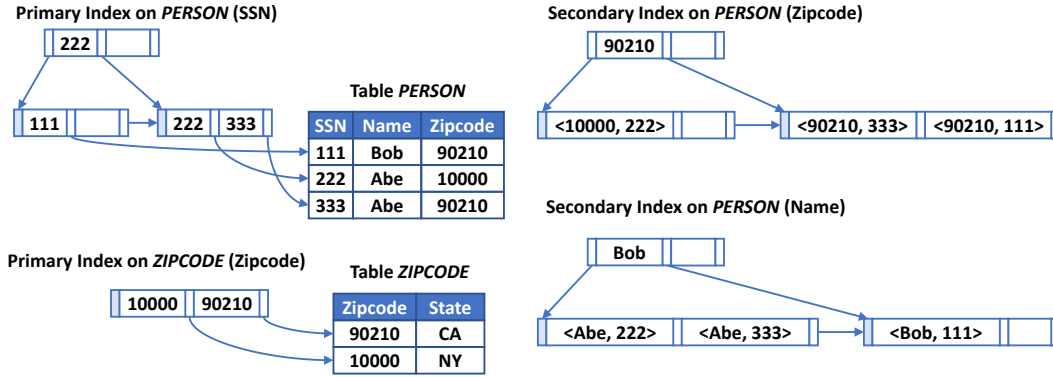 Primary Index on PERSON (SSN)
222
111
222 333
Table PERSON
SSN Name Zipcode
111 Bob 90210
222 Abe 10000
333 Abe 90210
Primary Index on ZIPCODE (Zipcode)
10000 90210
Table ZIPCODE
Zipcode State
90210 CA
10000 NY
Secondary Index on PERSON (Zipcode)
90210
<10000, 222>
<90210, 333> <90210, 111>
Secondary Index on PERSON (Name)
Bob
<Abe, 222> <Abe, 333>
<Bob, 111>